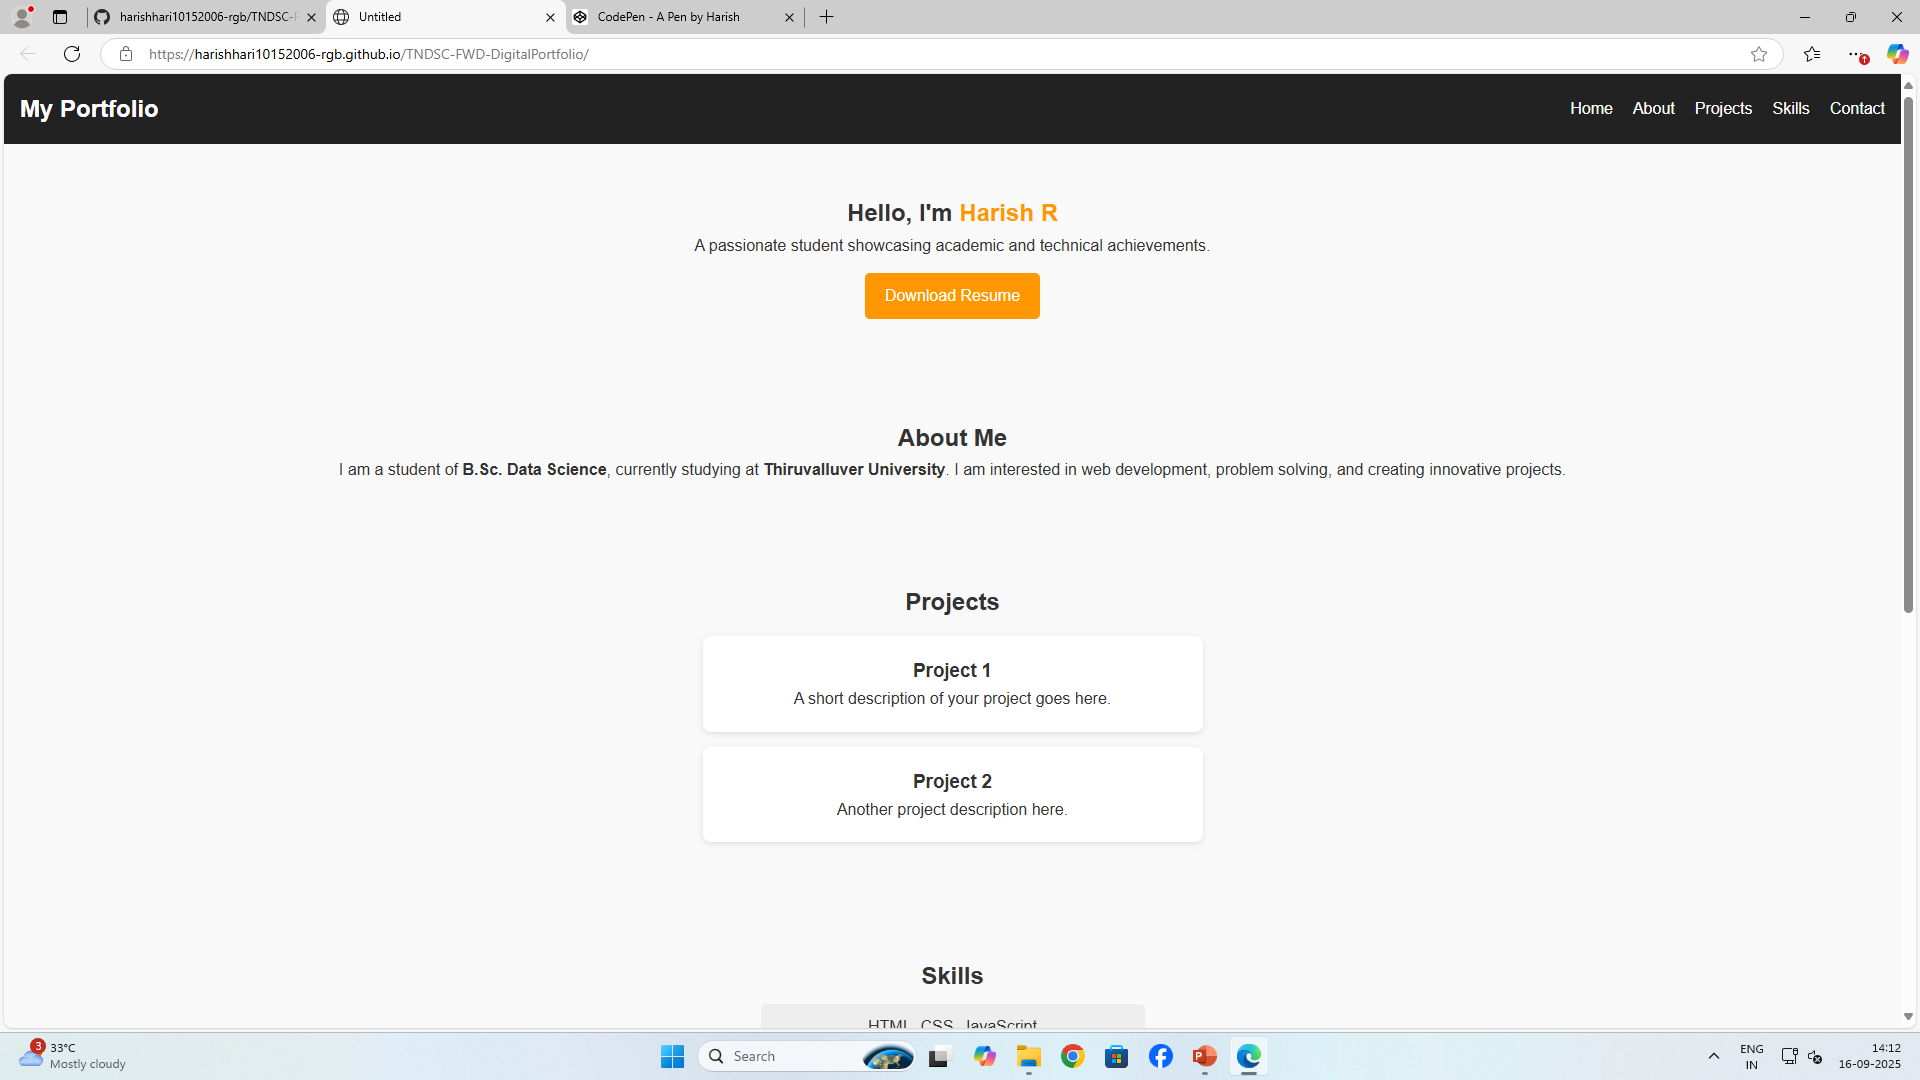 harishhari10152006-rgb/TNDSC-F
Untitled
CodePen - A Pen by Harish
https://harishhari10152006-rgb.github.io/TNDSC-FWD-DigitalPortfolio/
My Portfolio
Home
About
Projects
Skills
Contact
Hello, I'm Harish R
A passionate student showcasing academic and technical achievements.
Download Resume
About Me
I am a student of B.Sc. Data Science, currently studying at Thiruvalluver University. I am interested in web development, problem solving, and creating innovative projects.
Projects
Project 1
A short description of your project goes here.
Project 2
Another project description here.
Skills
HTML, CSS, JavaScript
3
33°C
Mostly cloudy
Search
ENG
IN
14:12
16-09-2025